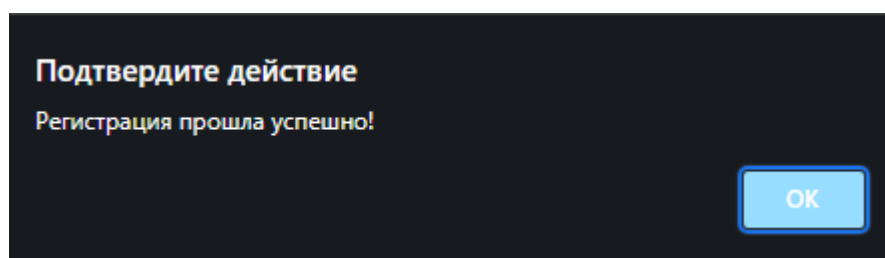 Подтвердите действие
Регистрация прошла успешно!
OK